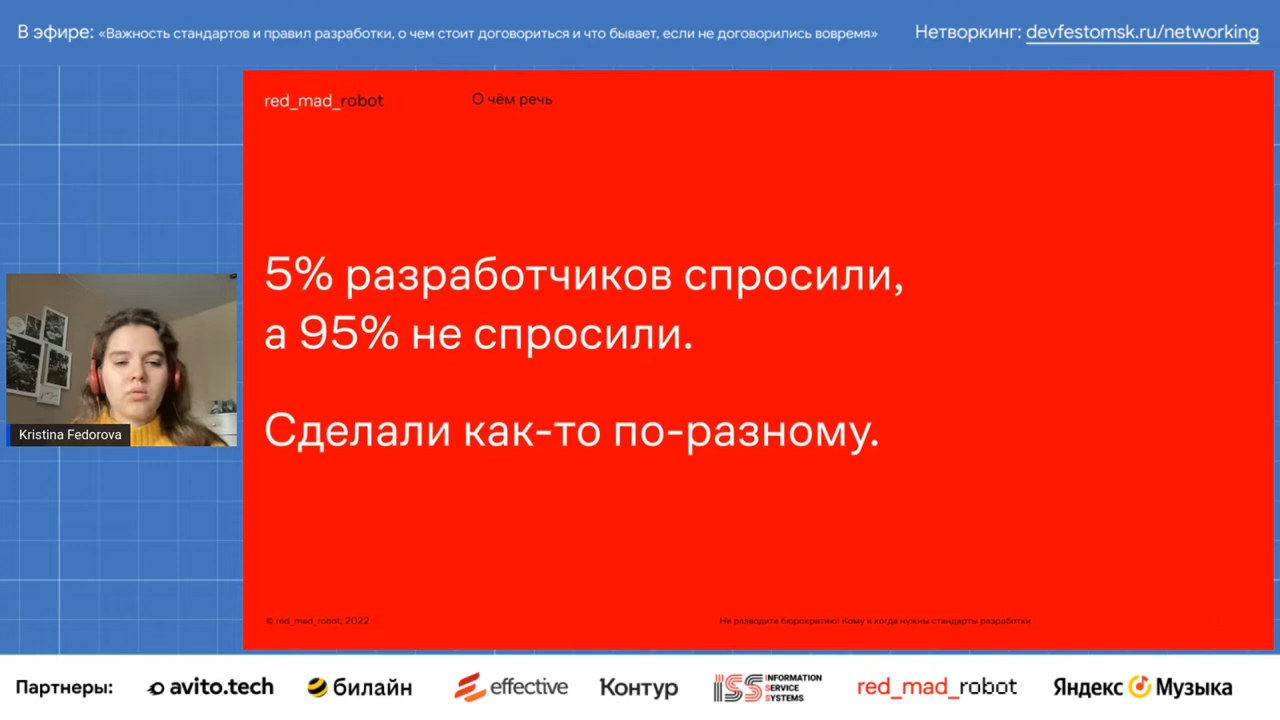 В эфире: «Важность стандартов и правил разработки, о чем стоит договориться и что бывает, если не договорились вовремя»
Нетворкинг: devfestomsk.ru/networking
red_mad_robot
О чём речь
5% разработчиков спросили,
а 95% не спросили.
Сделали как-то по-разному.
Kristina Fedorova
© red_mad_robot, 2022
Не разводите бюрократию! Кому и когда нужны стандарты разработки
Партнеры:
avito.tech
билайн
effective
Контур
ISS INFORMATION
SERVICE
SYSTEMS
red_mad_robot
Яндекс Музыка